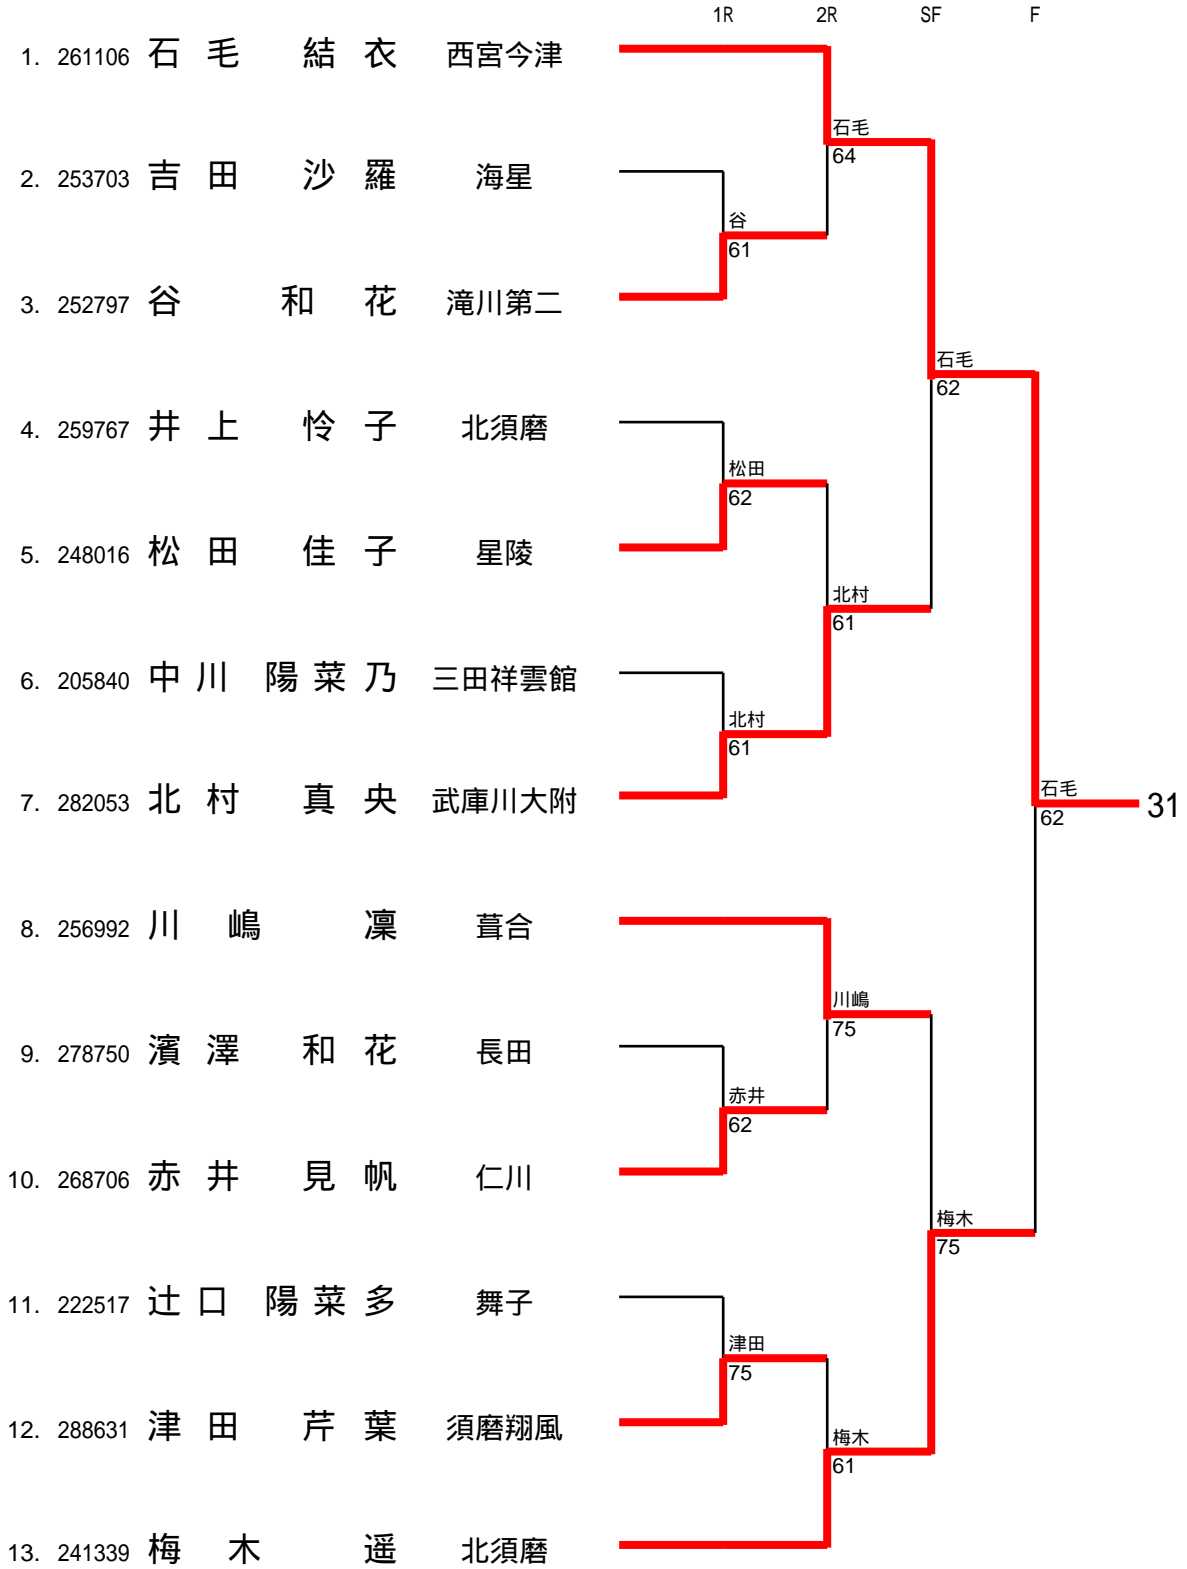 1R 2R SF F
1. 261106 石毛 結衣 西宮今津
石毛
64
2. 253703 吉田 沙羅 海星
谷
61
3. 252797 谷 和花 滝川第二
石毛
62
4. 259767 井上 怜子 北須磨
松田
62
5. 248016 松田 佳子 星陵
北村
61
6. 205840 中川 陽菜乃 三田祥雲館
北村
61
7. 282053 北村 真央 武庫川大附
石毛
62
31
8. 256992 川嶋 凜 葺合
川嶋
75
9. 278750 濱澤 和花 長田
赤井
62
10. 268706 赤井 見帆 仁川
梅木
75
11. 222517 辻口 陽菜多 舞子
津田
75
12. 288631 津田 芹葉 須磨翔風
梅木
61
13. 241339 梅木 遥 北須磨